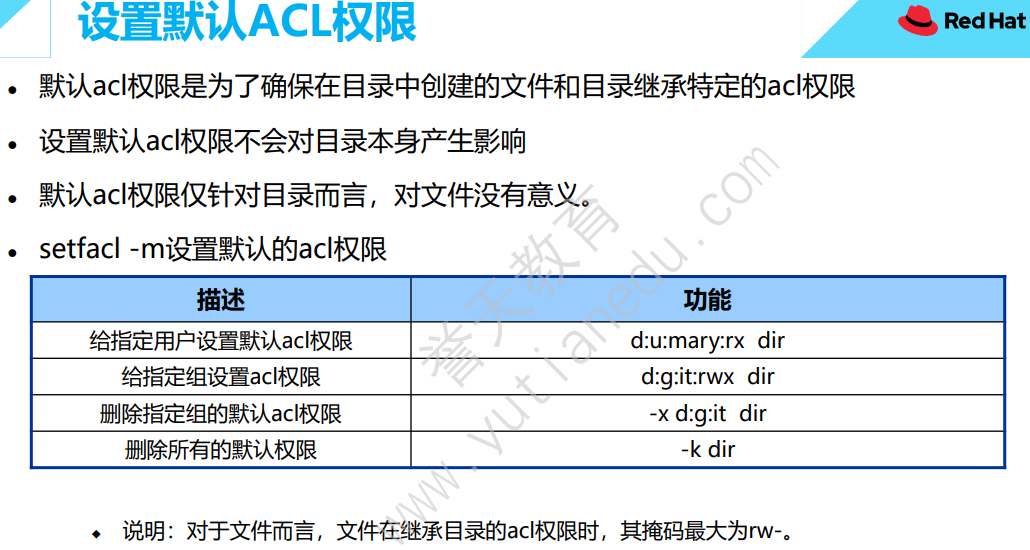 设置默认ACL权限
Red Hat
默认acl权限是为了确保在目录中创建的文件和目录继承特定的acl权限
设置默认acl权限不会对目录本身产生影响
默认acl权限仅针对目录而言，对文件没有意义。
setfacl -m设置默认的acl权限
描述 功能
给指定用户设置默认acl权限 d:u:mary:rx dir
给指定组设置acl权限 d:g:it:rwx dir
删除指定组的默认acl权限 -x d:g:it dir
删除所有的默认权限 -k dir
说明：对于文件而言，文件在继承目录的acl权限时，其掩码最大为rw-。
誉天教育
www.yutianedu.com